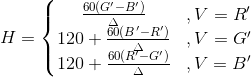 H = { 60(G′−B′)/Δ , V = R′
120 + 60(B′−R′)/Δ , V = G′
120 + 60(R′−G′)/Δ , V = B′